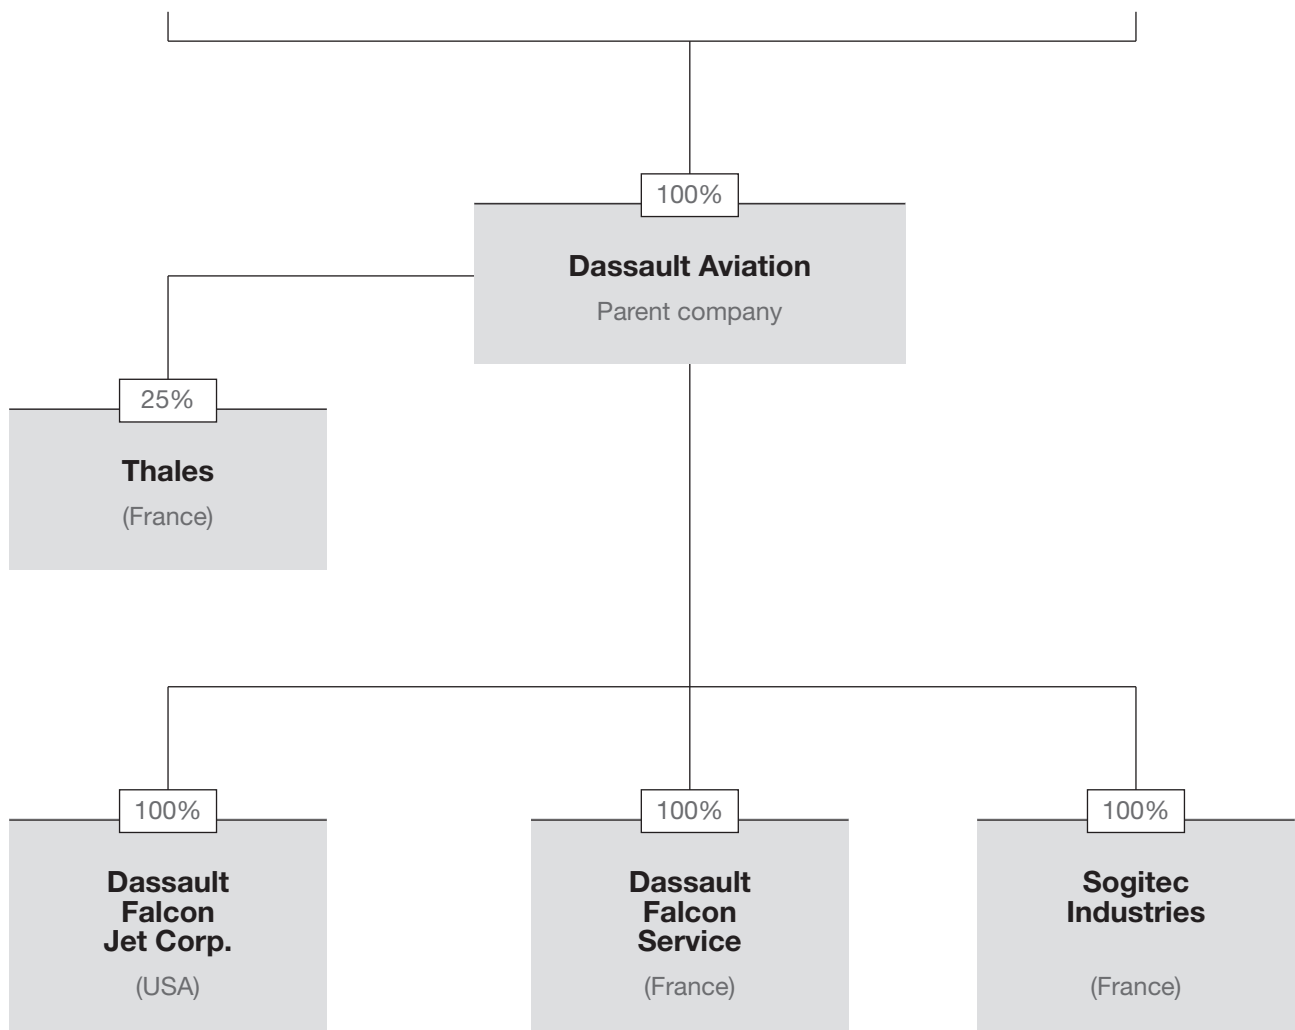 100%
Dassault Aviation
Parent company
25%
Thales
(France)
100%
Dassault
Falcon
Jet Corp.
(USA)
100%
Dassault
Falcon
Service
(France)
100%
Sogitec
Industries
(France)